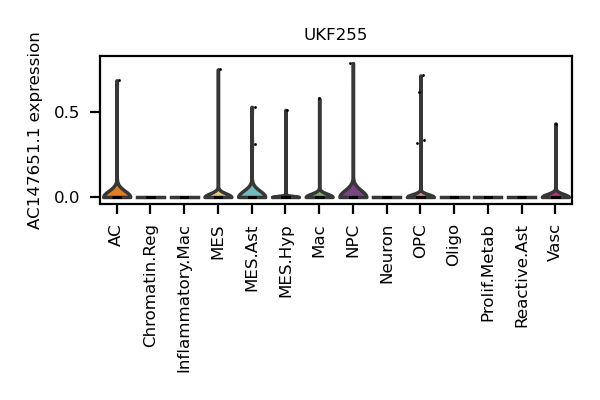 UKF255
AC147651.1 expression
0.5
0.0
AC
Chromatin.Reg
Inflammatory.Mac
MES
MES.Ast
MES.Hyp
Mac
NPC
Neuron
OPC
Oligo
Prolif.Metab
Reactive.Ast
Vasc